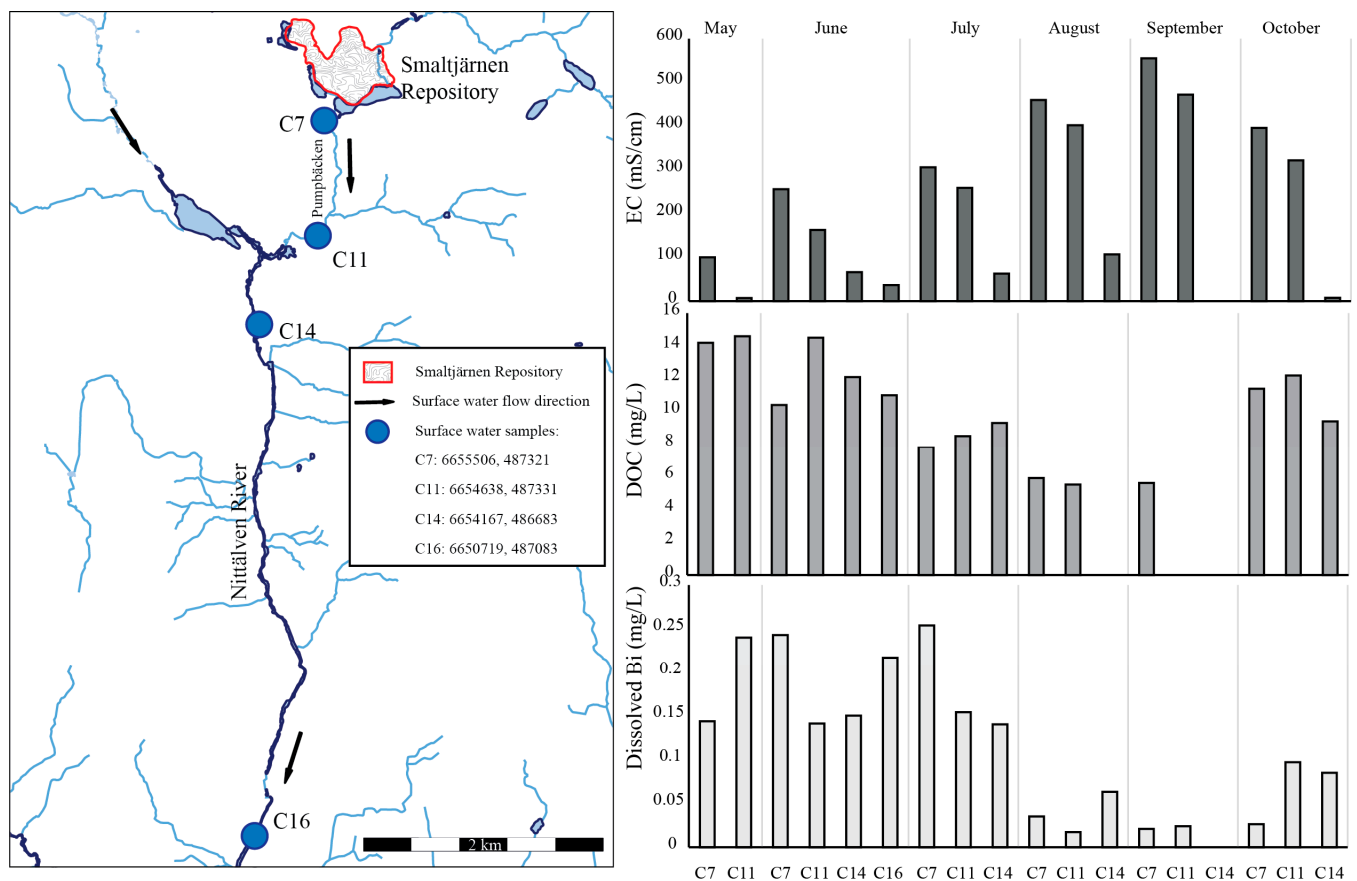 Smaltjärnen
Repository
C7
Pumpbäcken
C11
C14
Smaltjärnen Repository
Surface water flow direction
Surface water samples:
C7: 6655506, 487321
C11: 6654638, 487331
C14: 6654167, 486683
C16: 6650719, 487083
Nittälven River
C16
2 km
May June July August September October
EC (mS/cm)
600
500
400
300
200
100
0
DOC (mg/L)
16
14
12
10
8
6
4
2
0
Dissolved Bi (mg/L)
0.3
0.25
0.2
0.15
0.1
0.05
0
C7 C11 C7 C11 C14 C16 C7 C11 C14 C7 C11 C14 C7 C11 C14 C7 C11 C14